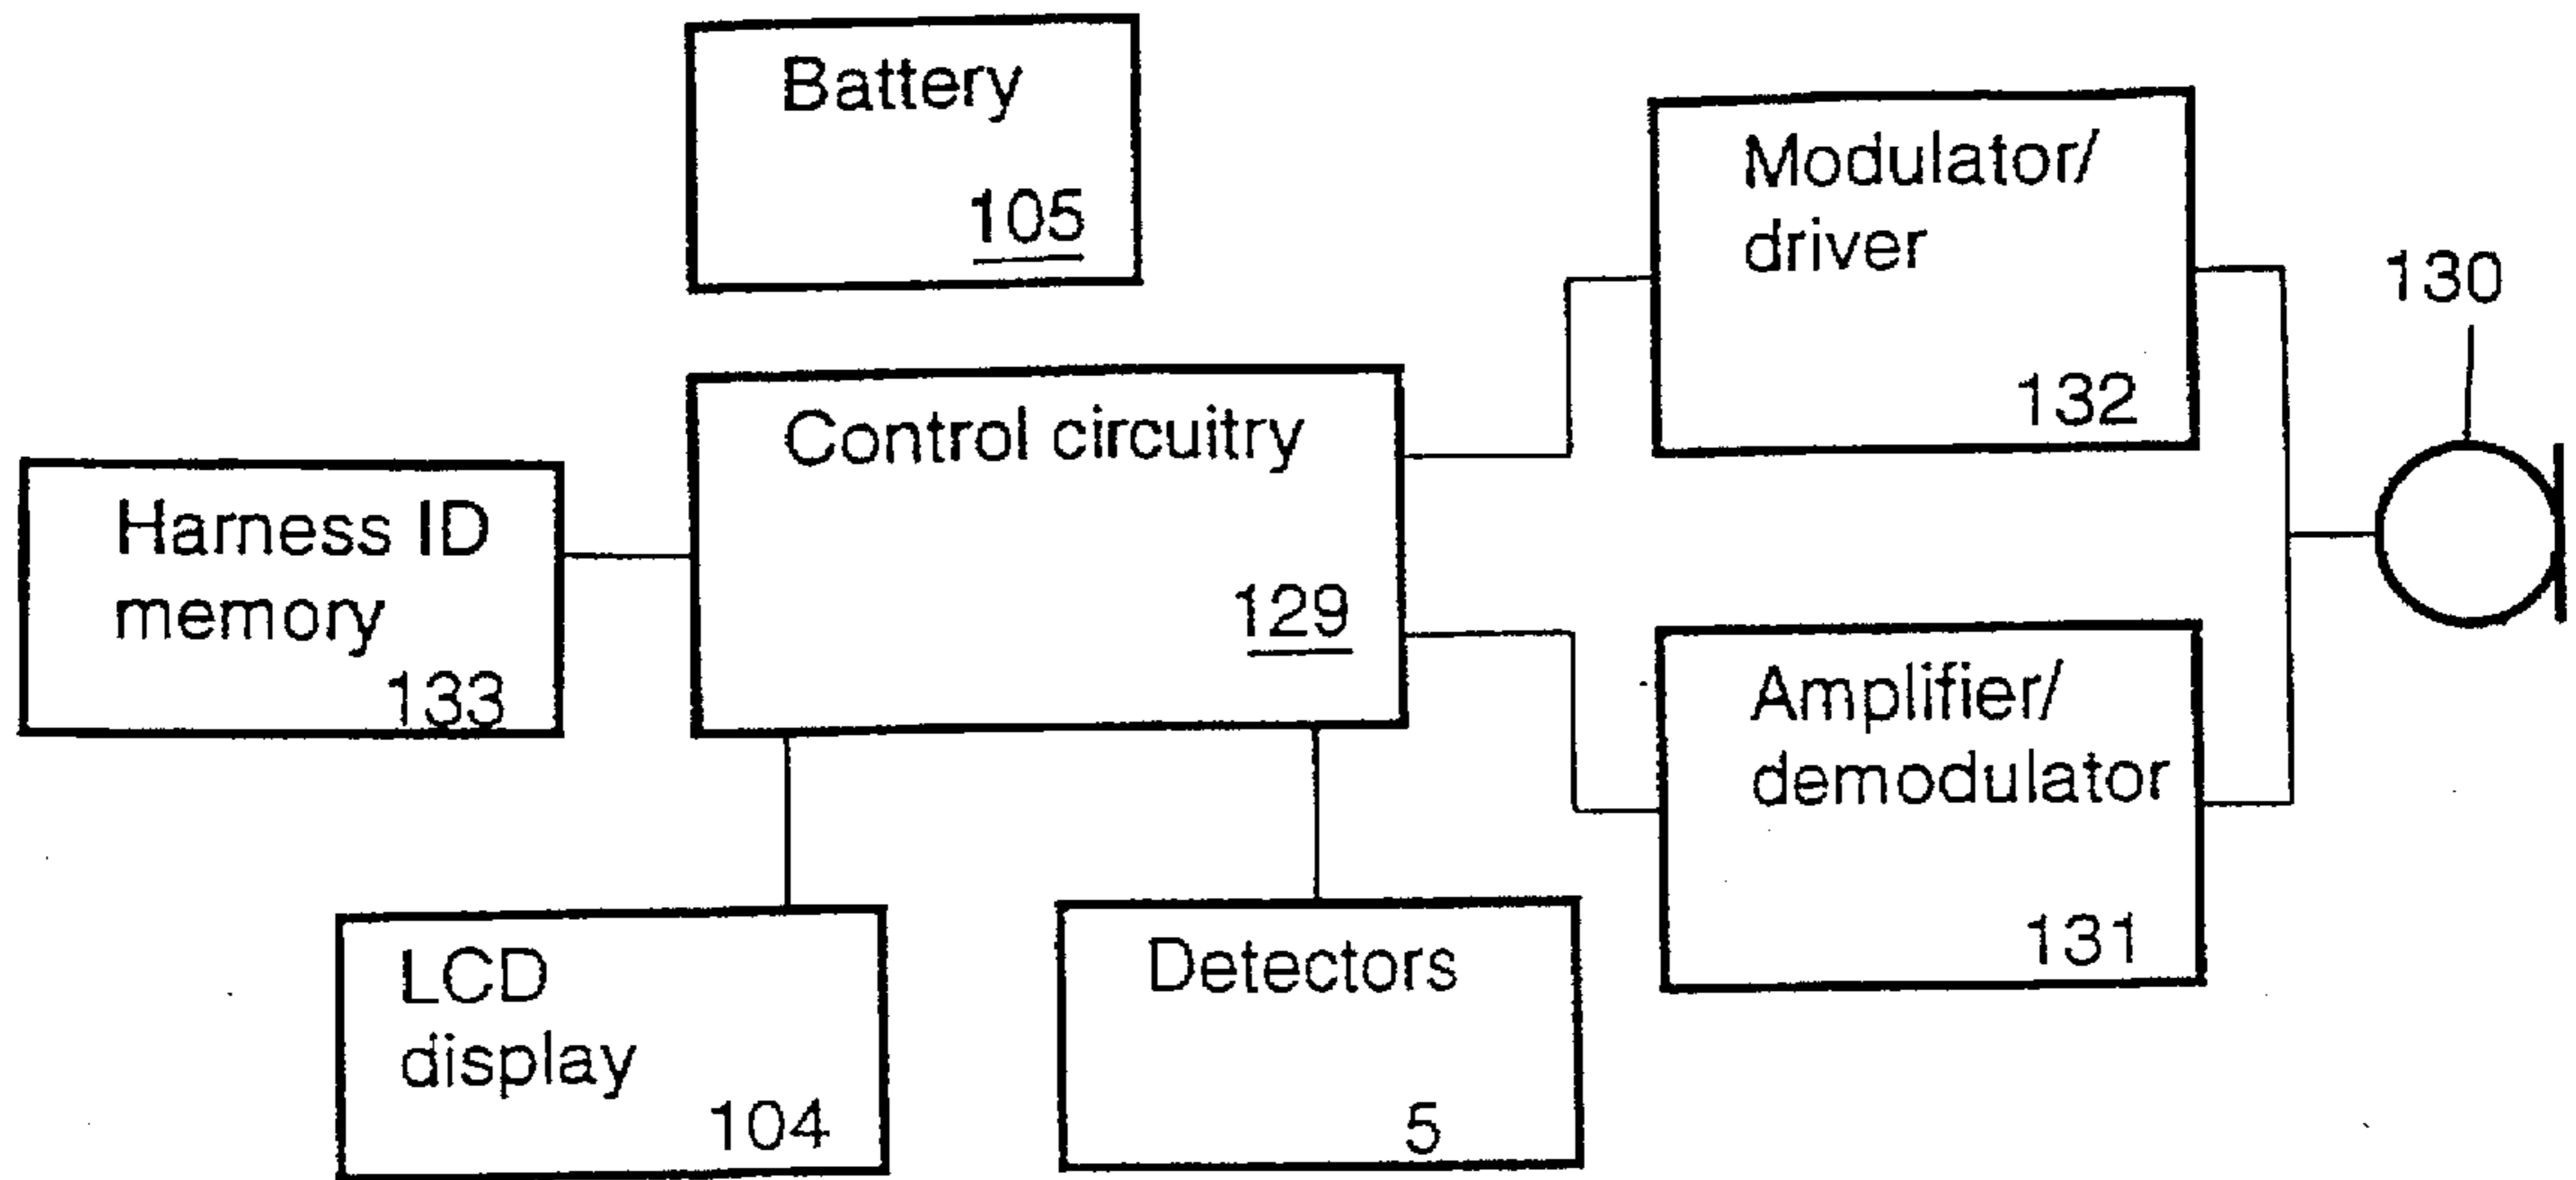 Battery
105
Modulator/
driver
132
130
Control circuitry
129
Harness ID
memory
133
Amplifier/
demodulator
131
LCD
display
104
Detectors
5